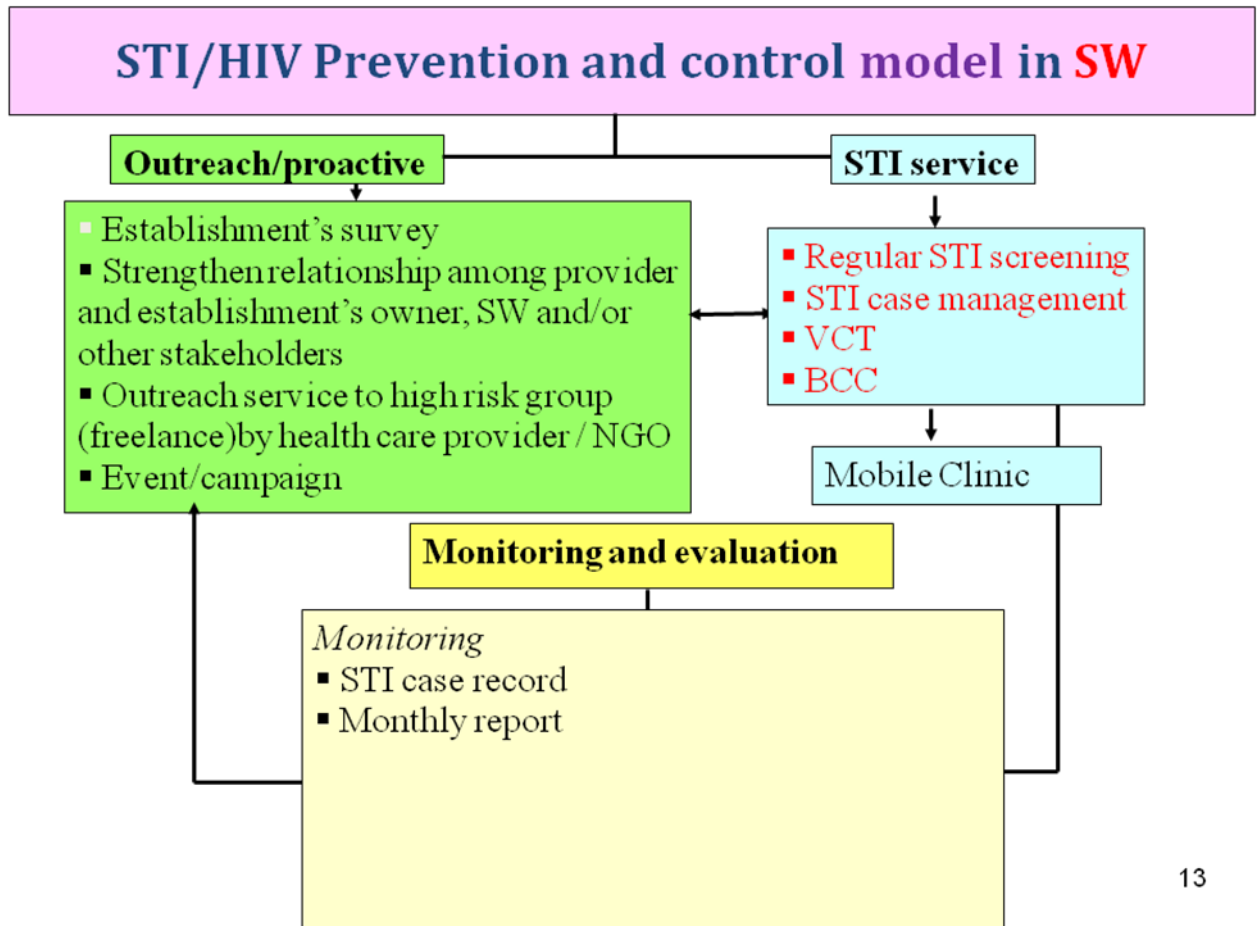 STI/HIV Prevention and control model in SW
Outreach/proactive
▪ Establishment's survey
▪ Strengthen relationship among provider
and establishment's owner, SW and/or
other stakeholders
▪ Outreach service to high risk group
(freelance)by health care provider / NGO
▪ Event/campaign
STI service
▪ Regular STI screening
▪ STI case management
▪ VCT
▪ BCC
Mobile Clinic
Monitoring and evaluation
Monitoring
▪ STI case record
▪ Monthly report
13